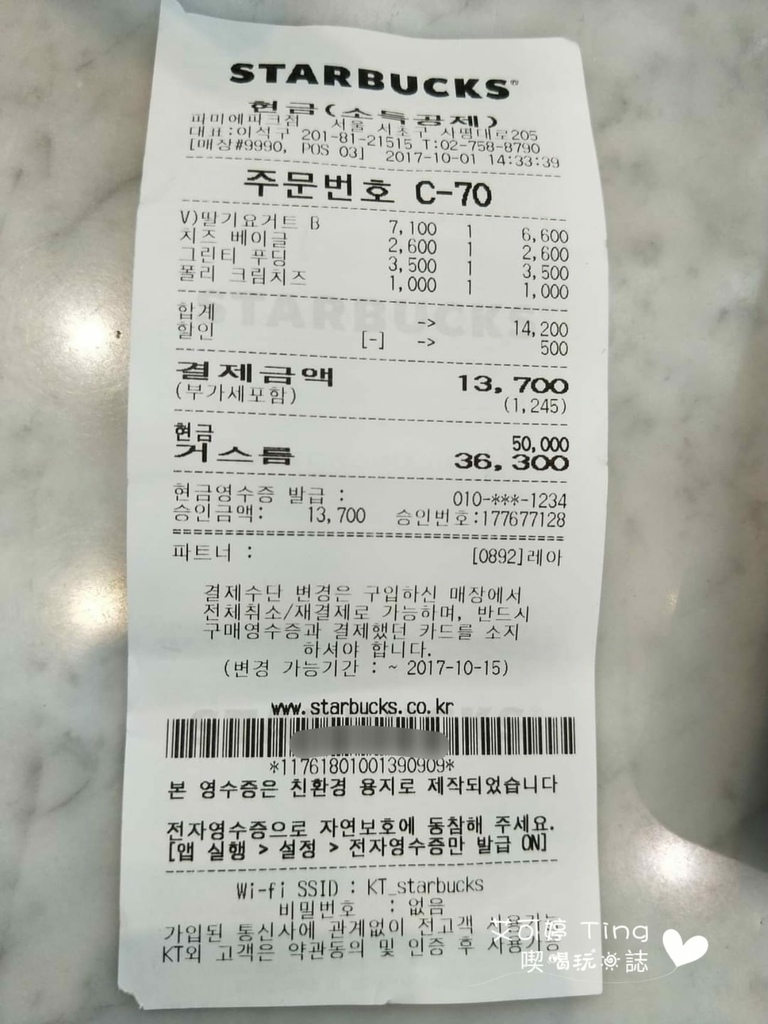 STARBUCKS®
현금(소득공제)
파미에파크점 서울 서초구 사평대로205
대표:이석구 201-81-21515 T:02-758-8790
[매장#9990, POS 03] 2017-10-01 14:33:39
주문번호 C-70
V)딸기요거트 B 7,100 1 6,600
치즈 베이글 2,600 1 2,600
그린티 푸딩 3,500 1 3,500
폴리 크림치즈 1,000 1 1,000
합계 -> 14,200
할인 [-] -> 500
결제금액 13,700
(부가세포함) (1,245)
현금 50,000
거스름 36,300
현금영수증 발급 : 010-***-1234
승인금액: 13,700 승인번호:177677128
파트너 : [0892]레아
결제수단 변경은 구입하신 매장에서
전체취소/재결제로 가능하며, 반드시
구매영수증과 결제했던 카드를 소지
하셔야 합니다.
(변경 가능기간 : ~ 2017-10-15)
www.starbucks.co.kr
*11761801001390909*
본 영수증은 친환경 용지로 제작되었습니다
전자영수증으로 자연보호에 동참해 주세요.
[앱 실행 > 설정 > 전자영수증만 발급 ON]
Wi-fi SSID : KT_starbucks
비밀번호 : 없음
가입된 통신사에 관계없이 전고객 사용가능
KT외 고객은 약관동의 및 인증 후 사용가능
艾可婷 Ting
喫喝玩樂誌